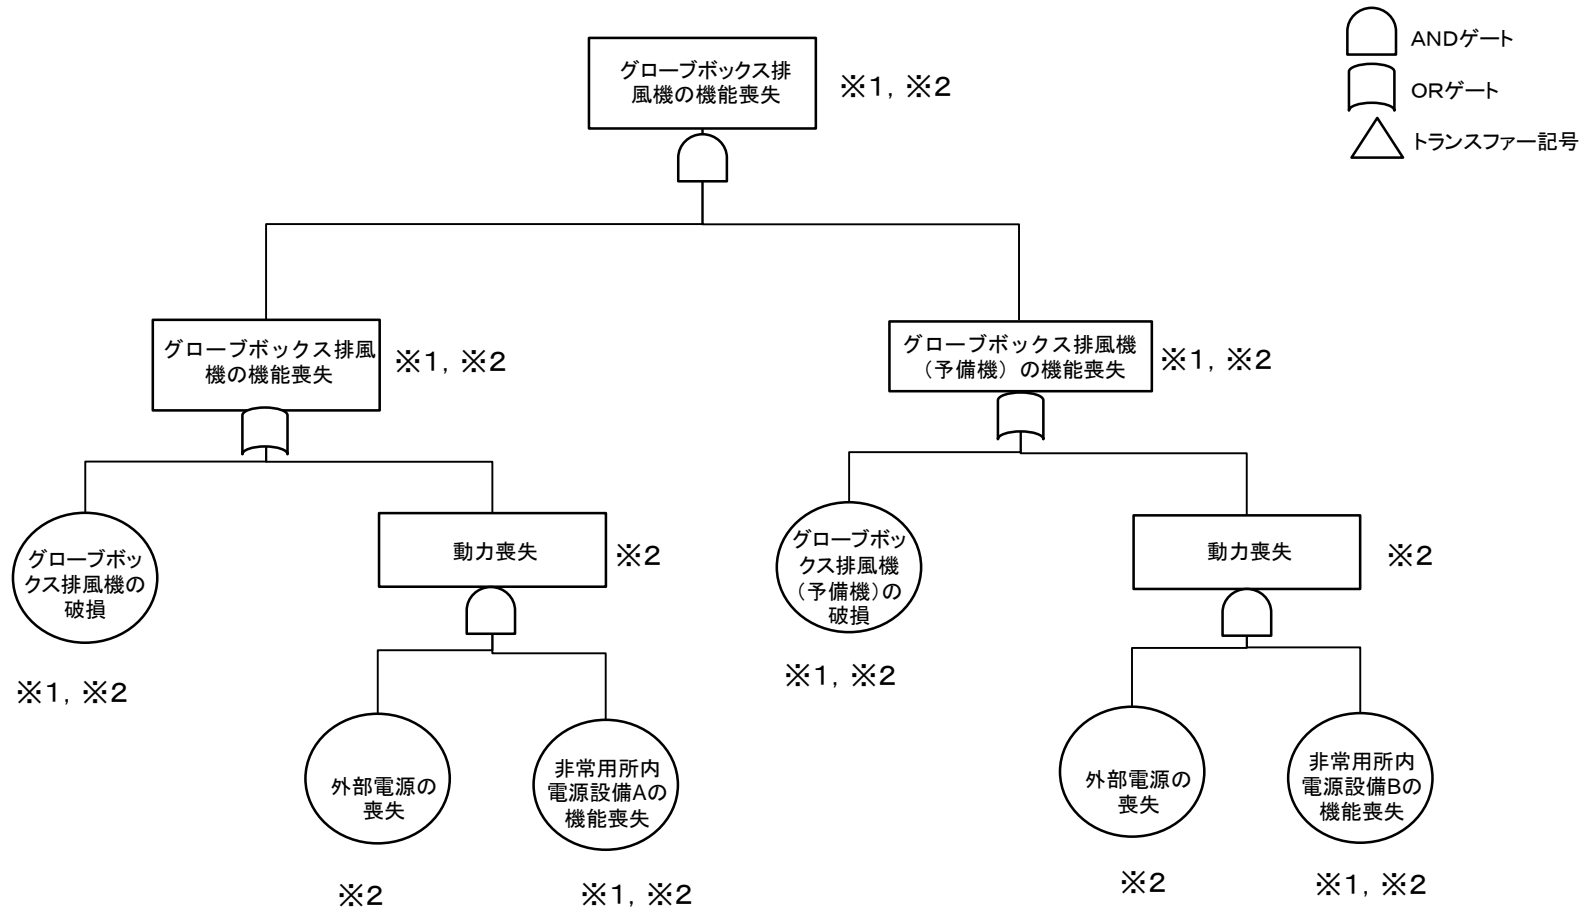 グローブボックス排
風機の機能喪失
※1，※2
ANDゲート
ORゲート
トランスファー記号
グローブボックス排風
機の機能喪失
※1，※2
グローブボックス排風機
（予備機）の機能喪失
※1，※2
グローブボッ
クス排風機の
破損
※1，※2
動力喪失
※2
グローブボッ
クス排風機
（予備機）の
破損
※1，※2
動力喪失
※2
外部電源の
喪失
※2
非常用所内
電源設備Aの
機能喪失
※1，※2
外部電源の
喪失
※2
非常用所内
電源設備Bの
機能喪失
※1，※2